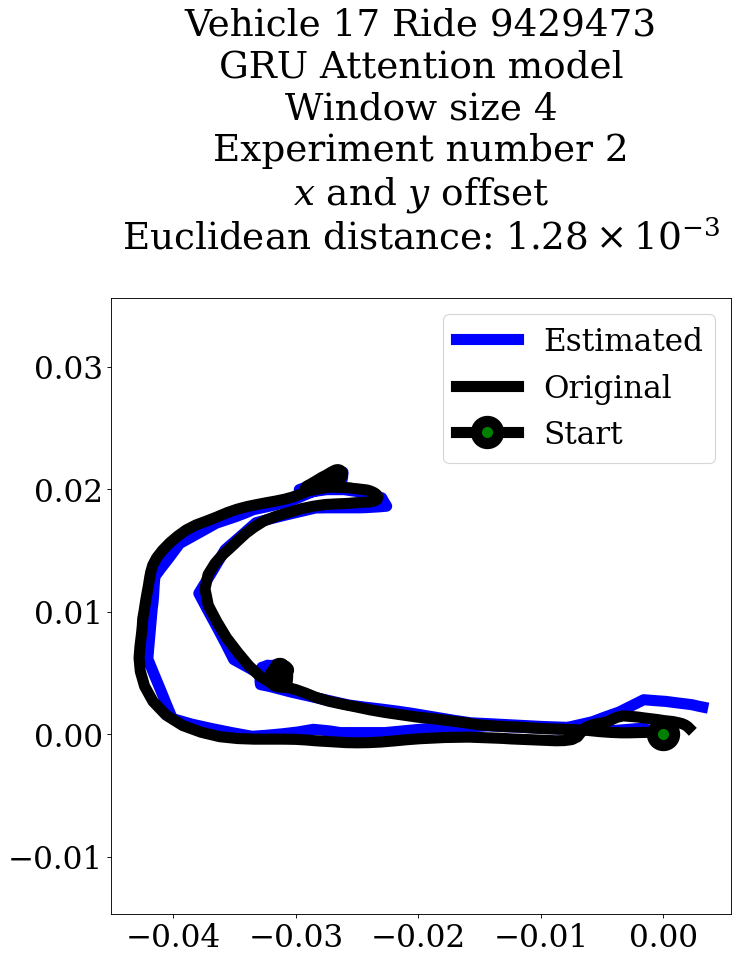 Vehicle 17 Ride 9429473
GRU Attention model
Window size 4
Experiment number 2
x and y offset
Euclidean distance: 1.28 × 10⁻³
Estimated
Original
Start
0.03
0.02
0.01
0.00
−0.01
−0.04 −0.03 −0.02 −0.01 0.00